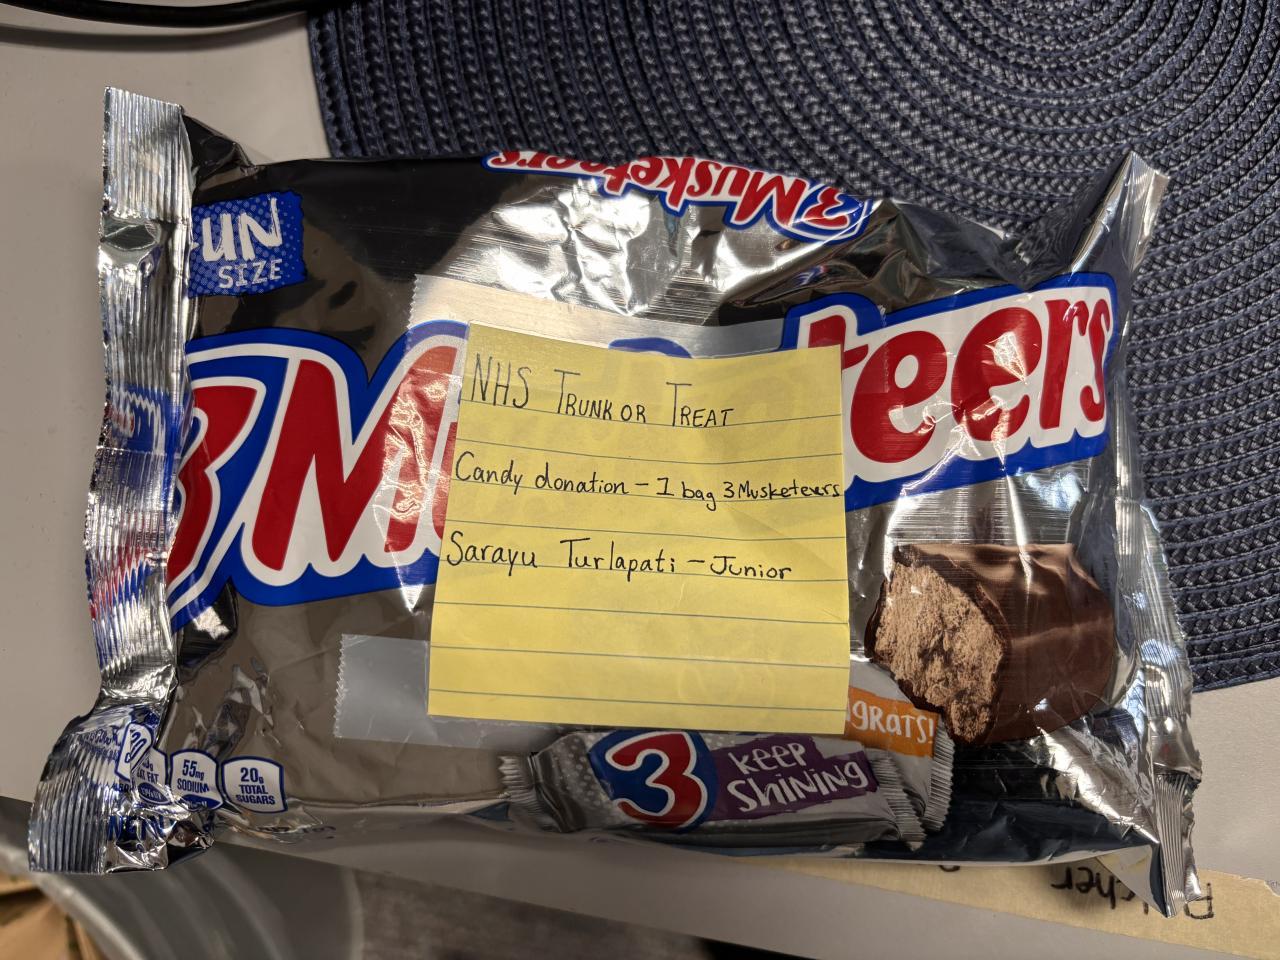 3 Musketeers
UN
SIZE
3 M teers
NHS TRUNK OR TREAT
Candy donation – 1 bag 3 Musketeers
Sarayu Turlapati – Junior
GRATS!
3 KEEP
SHINING
55mg
SODIUM
20g
TOTAL
SUGARS